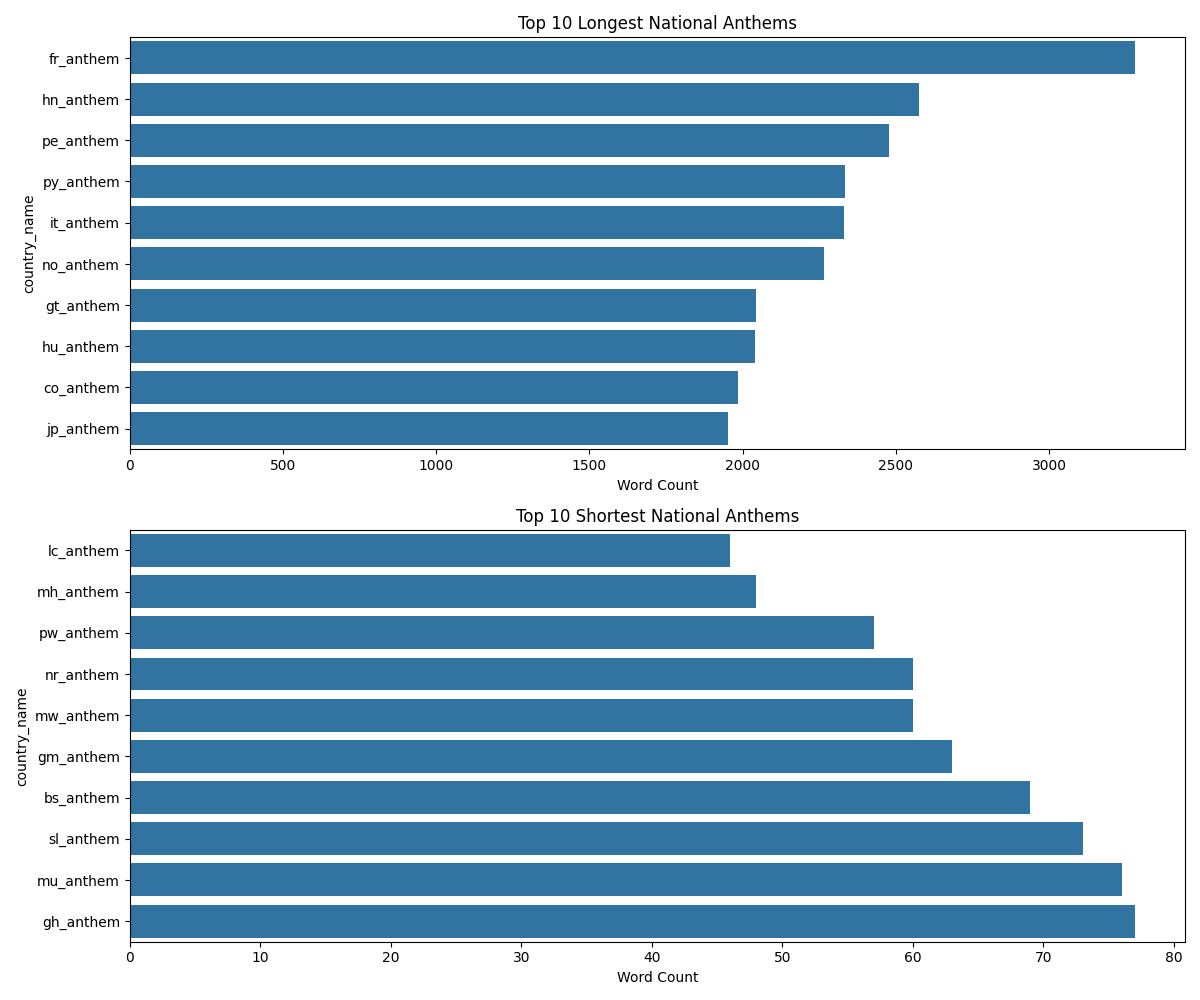 Top 10 Longest National Anthems
country_name
fr_anthem
hn_anthem
pe_anthem
py_anthem
it_anthem
no_anthem
gt_anthem
hu_anthem
co_anthem
jp_anthem
0 500 1000 1500 2000 2500 3000
Word Count
Top 10 Shortest National Anthems
country_name
lc_anthem
mh_anthem
pw_anthem
nr_anthem
mw_anthem
gm_anthem
bs_anthem
sl_anthem
mu_anthem
gh_anthem
0 10 20 30 40 50 60 70 80
Word Count